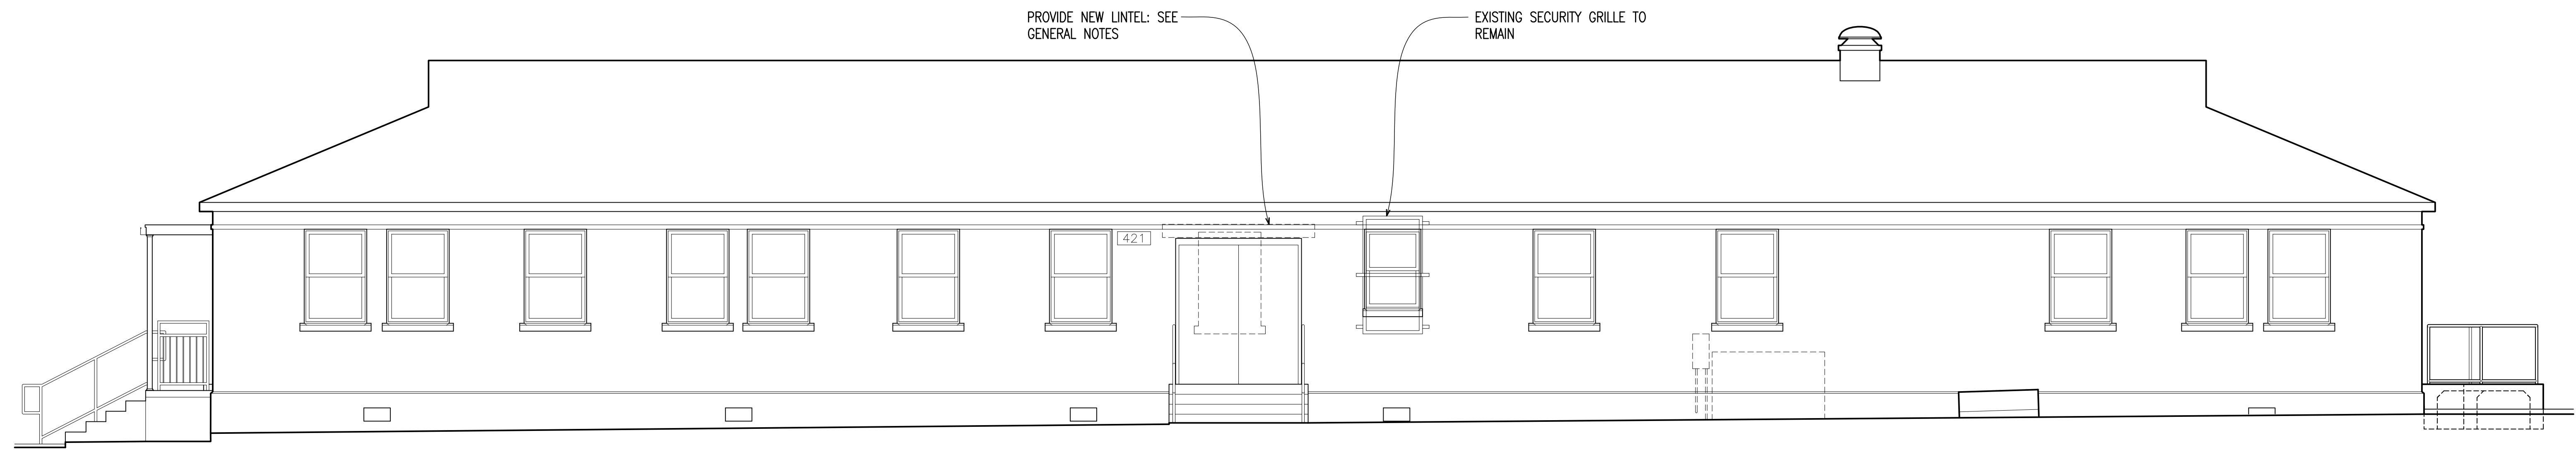 PROVIDE NEW LINTEL: SEE
GENERAL NOTES
EXISTING SECURITY GRILLE TO
REMAIN
421